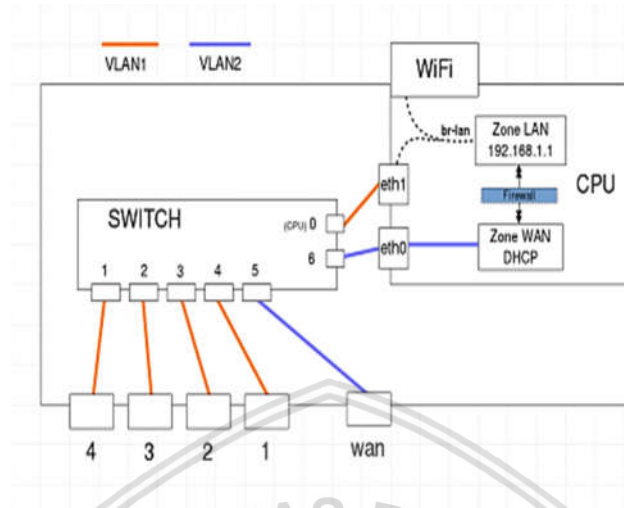 VLAN1 VLAN2
WiFi
br-lan
Zone LAN
192.168.1.1
eth1
Firewall
CPU
SWITCH
(CPU) 0
6
eth0
Zone WAN
DHCP
1 2 3 4 5
4 3 2 1 wan